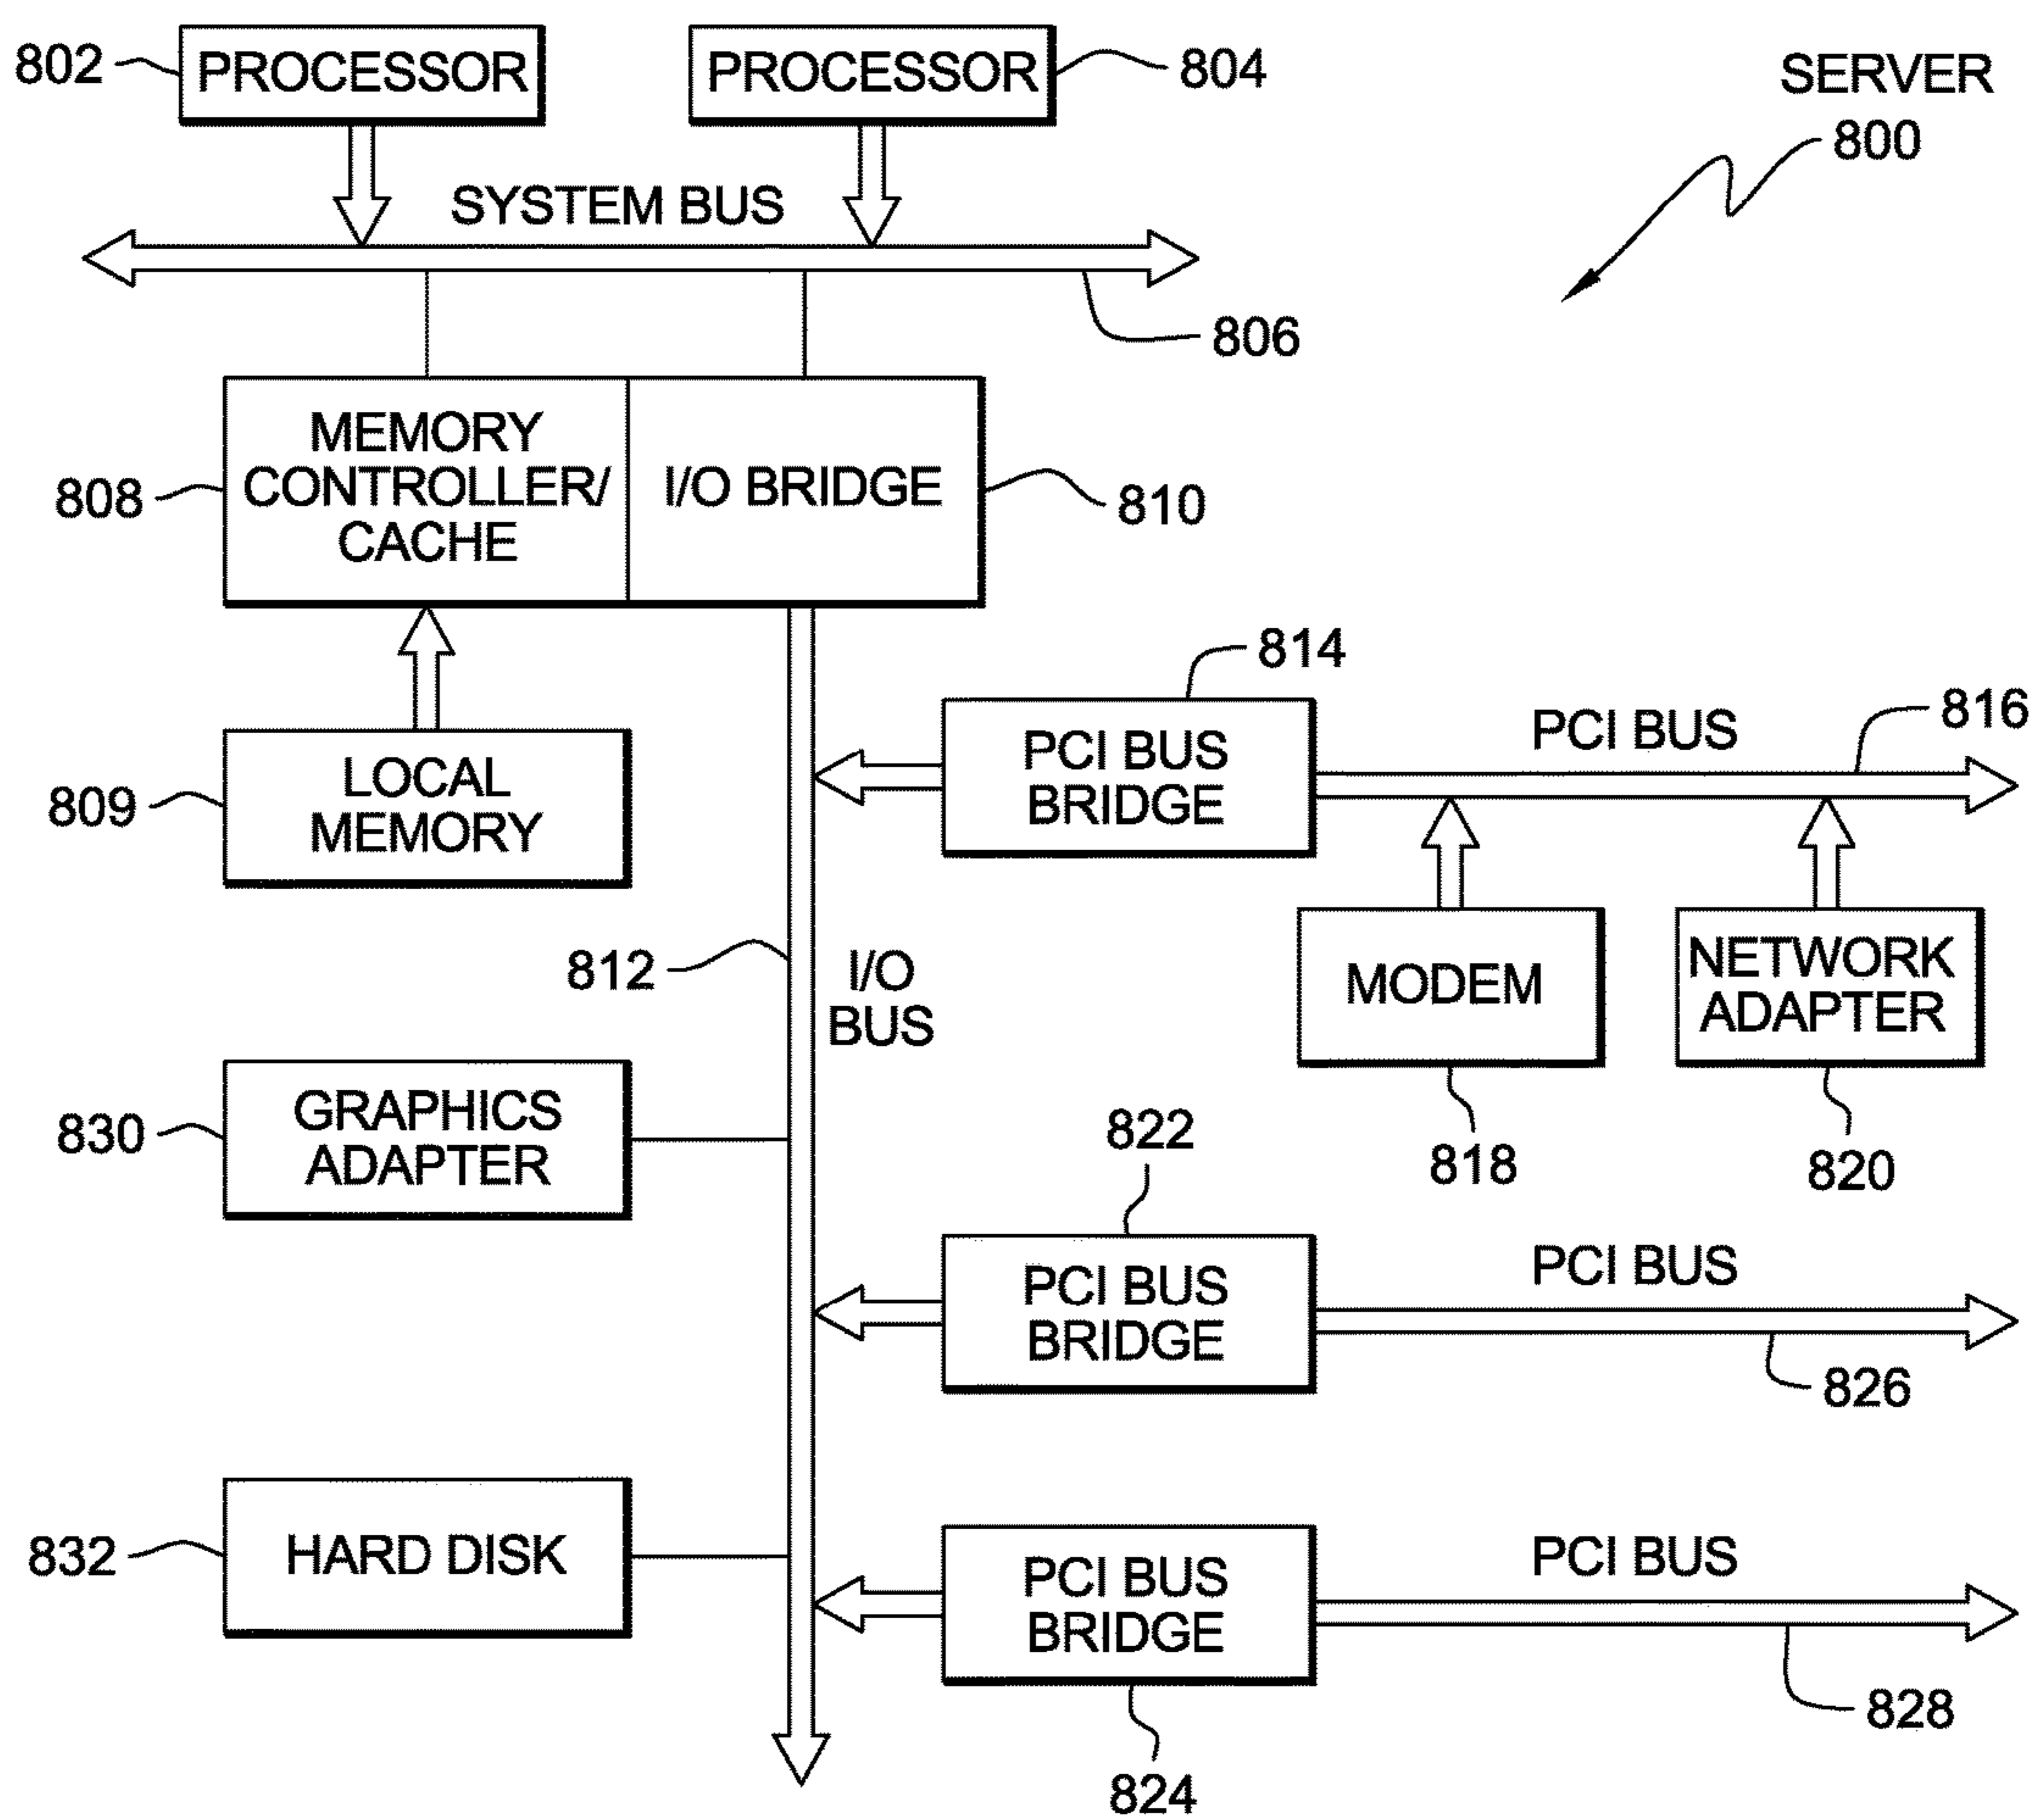 802
PROCESSOR
PROCESSOR
804
SERVER
800
SYSTEM BUS
806
808
MEMORY
CONTROLLER/
CACHE
I/O BRIDGE
810
809
LOCAL
MEMORY
814
PCI BUS
BRIDGE
PCI BUS
816
812
I/O
BUS
MODEM
818
NETWORK
ADAPTER
820
830
GRAPHICS
ADAPTER
822
PCI BUS
BRIDGE
PCI BUS
826
832
HARD DISK
PCI BUS
BRIDGE
824
PCI BUS
828